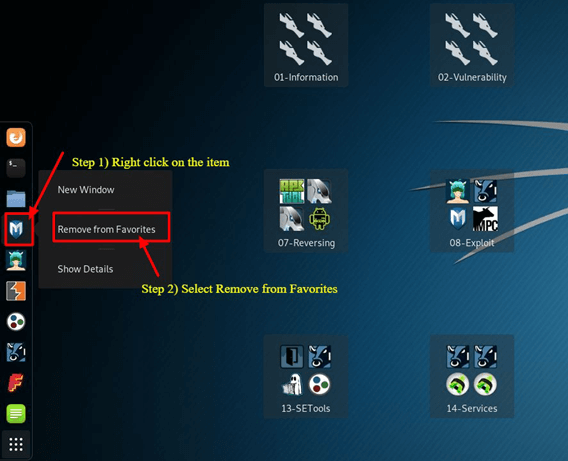 01-Information
02-Vulnerability
Step 1) Right click on the item
New Window
Remove from Favorites
Show Details
Step 2) Select Remove from Favorites
07-Reversing
08-Exploit
13-SETools
14-Services